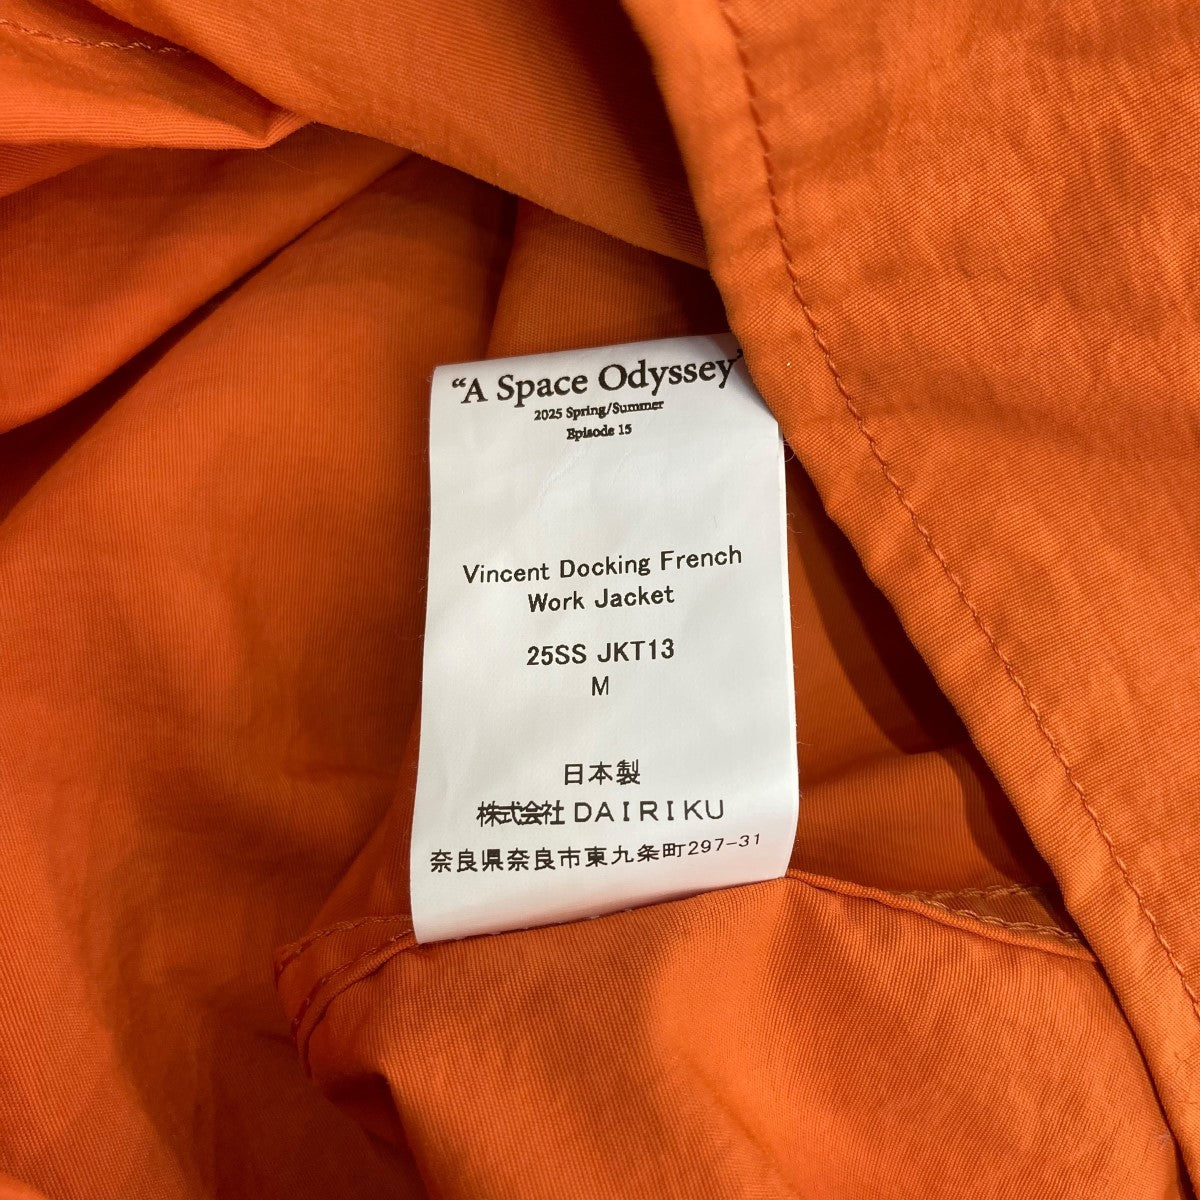 “A Space Odyssey”
2025 Spring/Summer
Episode 15
Vincent Docking French
Work Jacket
25SS JKT13
M
日本製
株式会社DAIRIKU
奈良県奈良市東九条町297-31